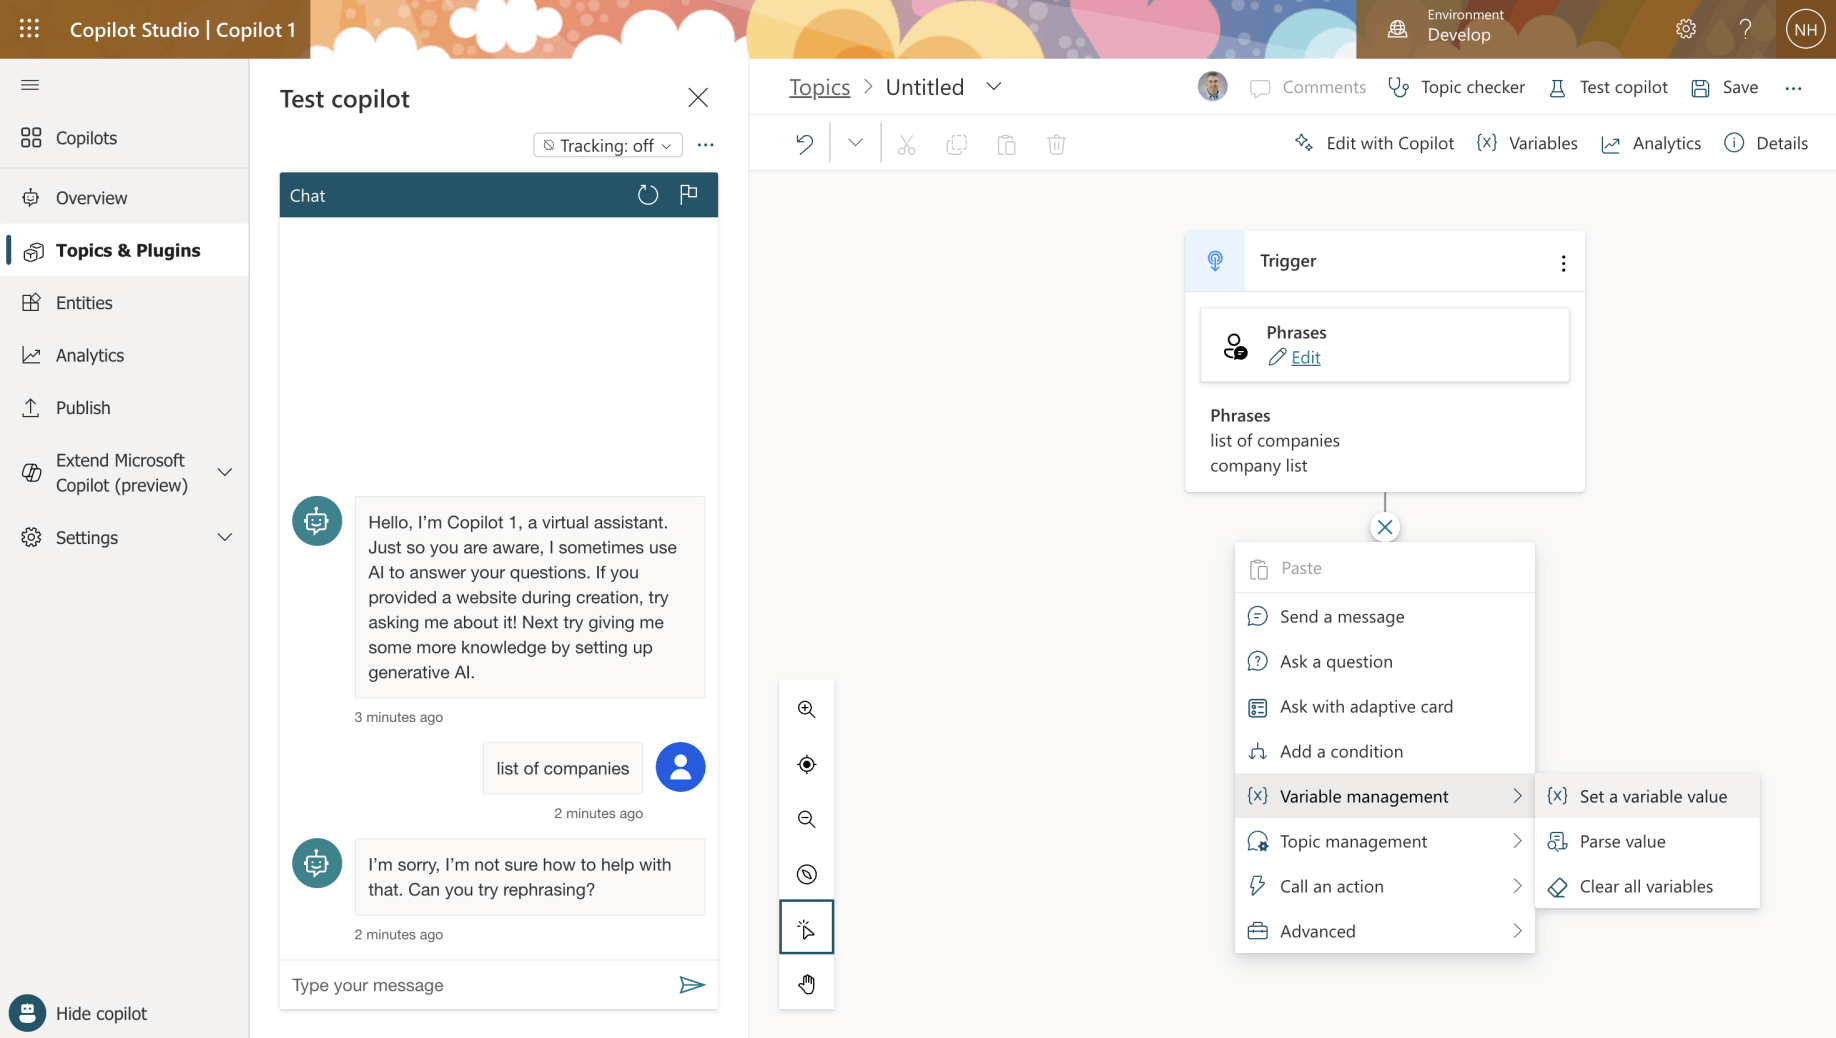 Copilot Studio | Copilot 1
Environment
Develop
NH
Copilots
Overview
Topics & Plugins
Entities
Analytics
Publish
Extend Microsoft
Copilot (preview)
Settings
Hide copilot
Test copilot
Tracking: off
Chat
Hello, I'm Copilot 1, a virtual assistant.
Just so you are aware, I sometimes use
AI to answer your questions. If you
provided a website during creation, try
asking me about it! Next try giving me
some more knowledge by setting up
generative AI.
3 minutes ago
list of companies
2 minutes ago
I'm sorry, I'm not sure how to help with
that. Can you try rephrasing?
2 minutes ago
Type your message
Topics > Untitled
Comments
Topic checker
Test copilot
Save
Edit with Copilot
Variables
Analytics
Details
Trigger
Phrases
Edit
Phrases
list of companies
company list
Paste
Send a message
Ask a question
Ask with adaptive card
Add a condition
Variable management
Topic management
Call an action
Advanced
Set a variable value
Parse value
Clear all variables